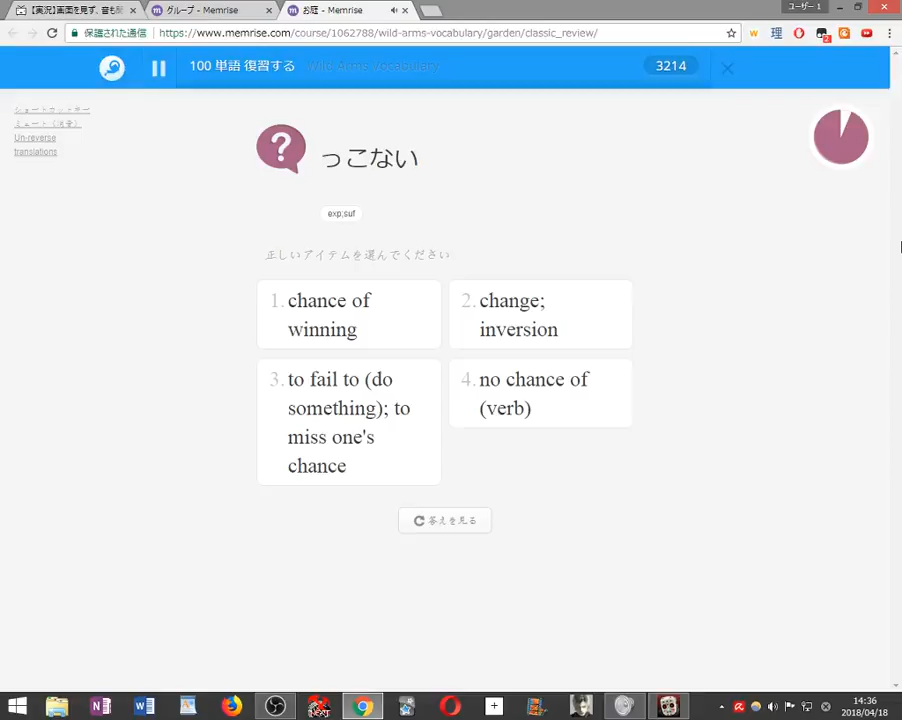 【実況】画面を見ず、音も
グループ - Memrise
お庭 - Memrise
ユーザー 1
保護された通信
https://www.memrise.com/course/1062788/wild-arms-vocabulary/garden/classic_review/
100 単語 復習する
Wild Arms Vocabulary
3214
ショートカットキー
ミュート（消音）
Un-reverse
translations
?
っこない
exp;suf
正しいアイテムを選んでください
1. chance of
winning
2. change;
inversion
3. to fail to (do
something); to
miss one's
chance
4. no chance of
(verb)
答えを見る
14:36
2018/04/18